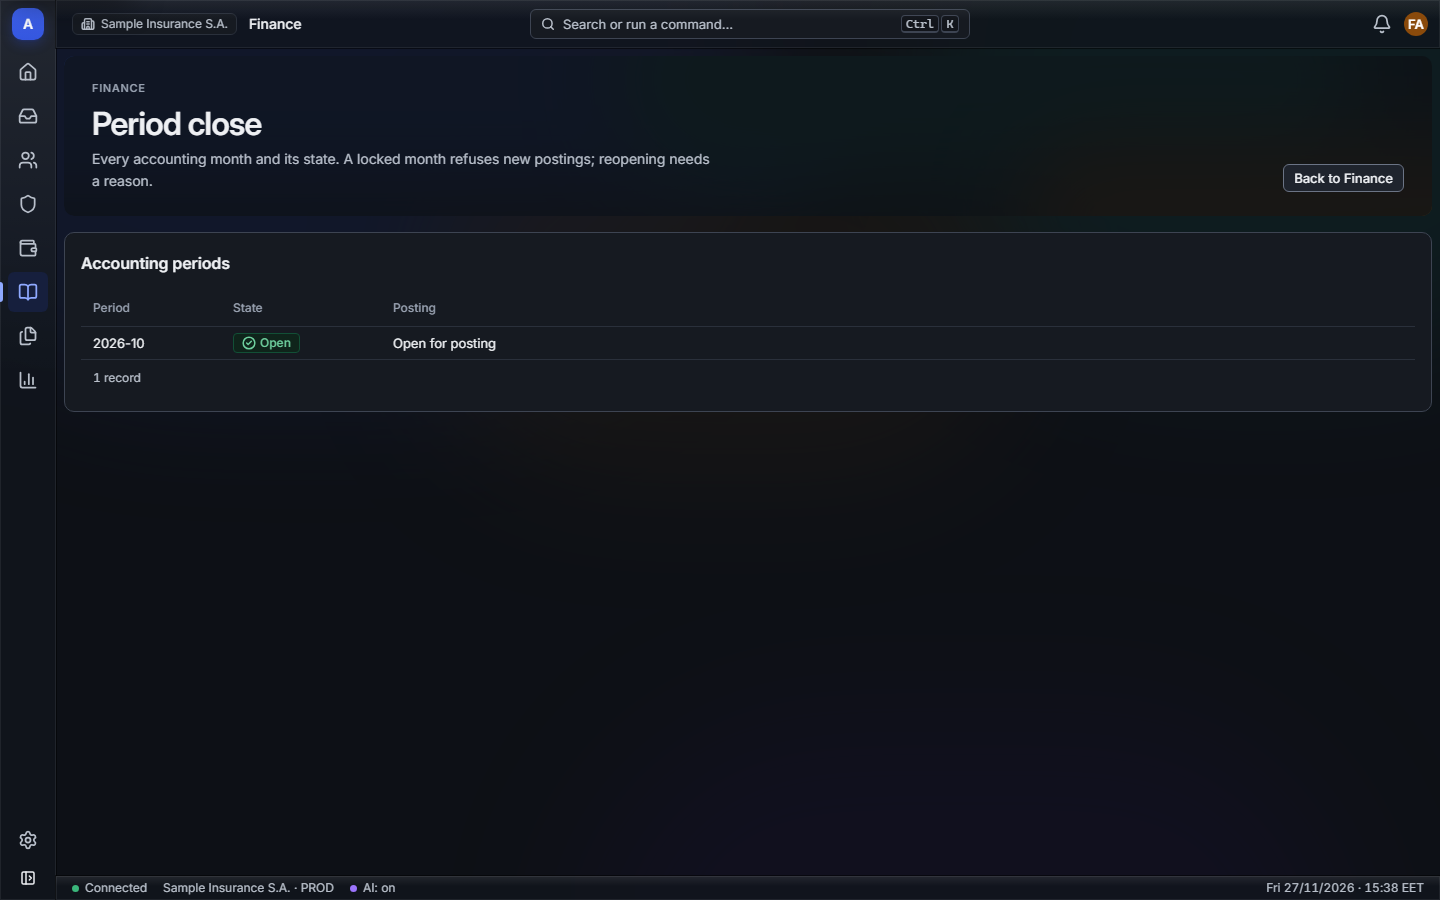 A
Sample Insurance S.A.
Finance
Search or run a command...
Ctrl K
FA
FINANCE
Period close
Every accounting month and its state. A locked month refuses new postings; reopening needs
a reason.
Back to Finance
Accounting periods
Period State Posting
2026-10 Open Open for posting
1 record
Connected Sample Insurance S.A. · PROD AI: on Fri 27/11/2026 · 15:38 EET